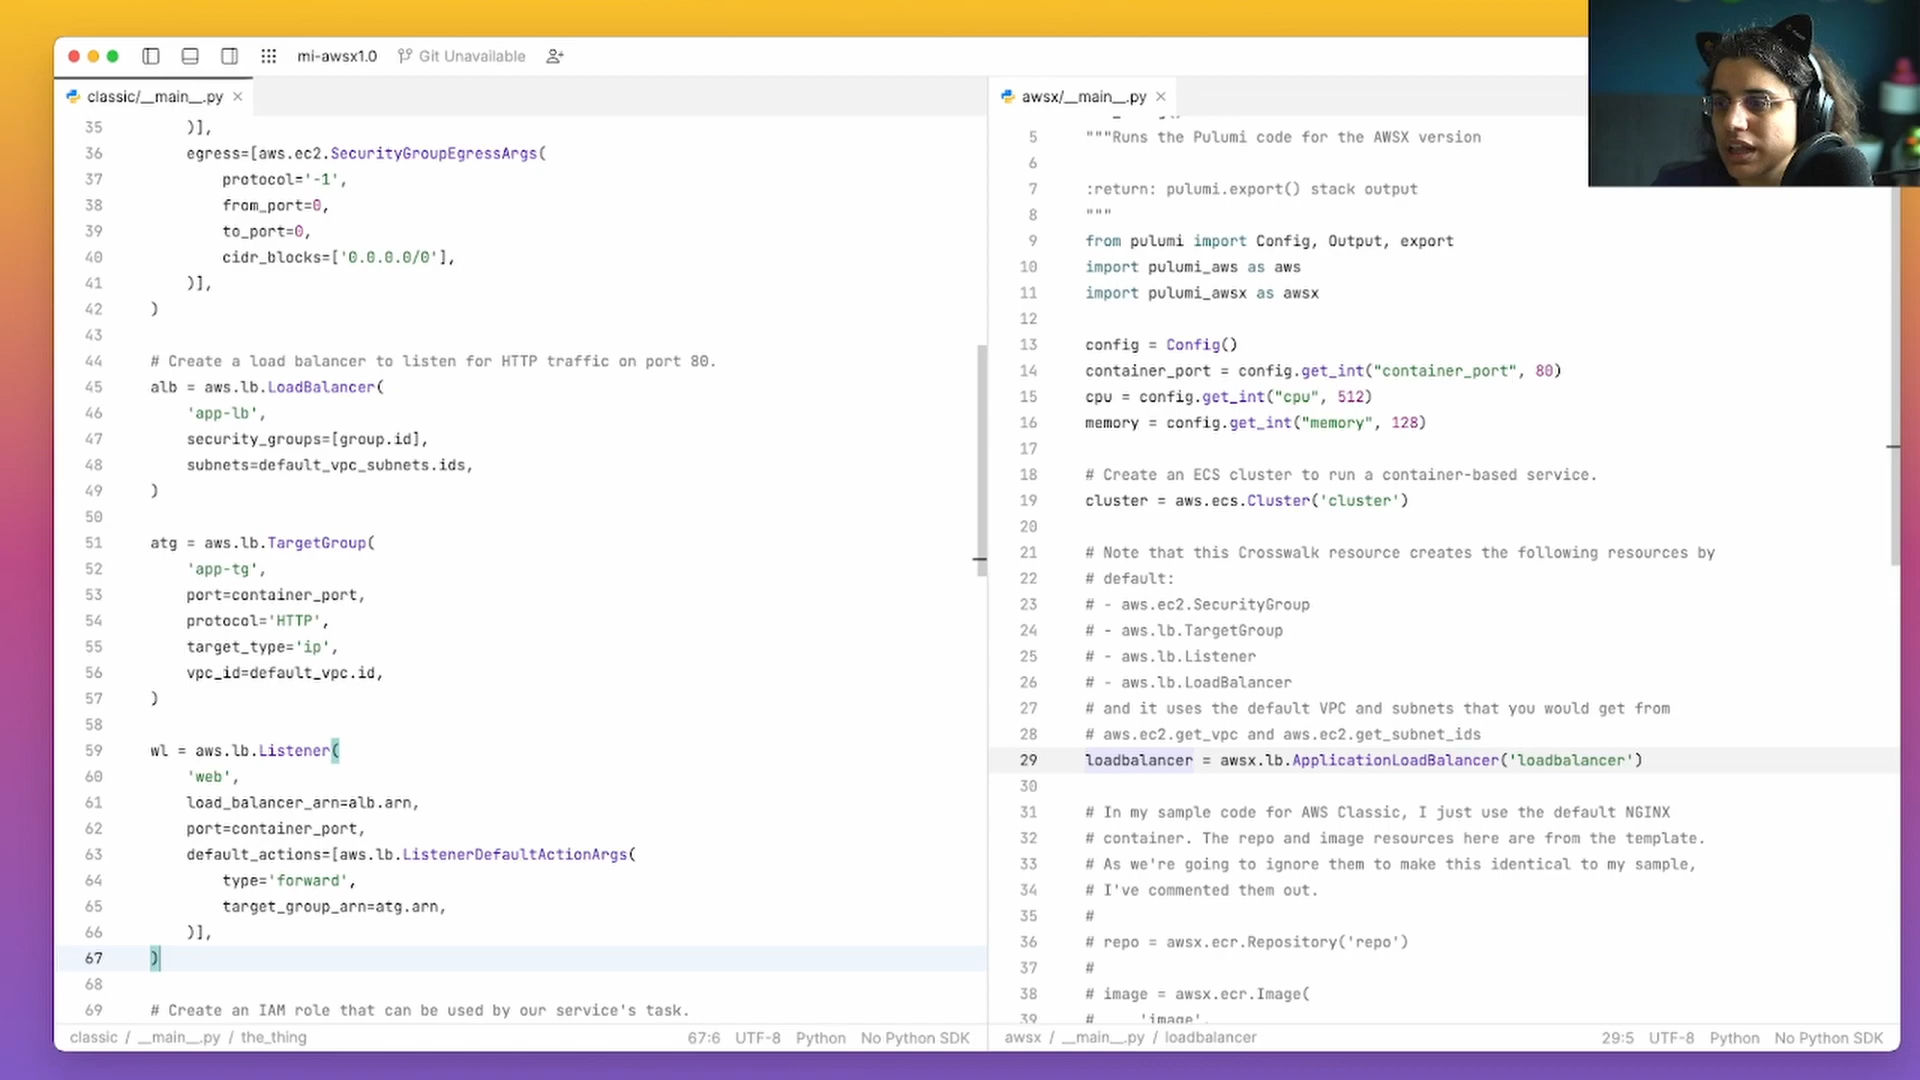 mi-awsx1.0 Git Unavailable
classic/__main__.py
35 )],
36 egress=[aws.ec2.SecurityGroupEgressArgs(
37 protocol='-1',
38 from_port=0,
39 to_port=0,
40 cidr_blocks=['0.0.0.0/0'],
41 )],
42 )
43
44 # Create a load balancer to listen for HTTP traffic on port 80.
45 alb = aws.lb.LoadBalancer(
46 'app-lb',
47 security_groups=[group.id],
48 subnets=default_vpc_subnets.ids,
49 )
50
51 atg = aws.lb.TargetGroup(
52 'app-tg',
53 port=container_port,
54 protocol='HTTP',
55 target_type='ip',
56 vpc_id=default_vpc.id,
57 )
58
59 wl = aws.lb.Listener(
60 'web',
61 load_balancer_arn=alb.arn,
62 port=container_port,
63 default_actions=[aws.lb.ListenerDefaultActionArgs(
64 type='forward',
65 target_group_arn=atg.arn,
66 )],
67 )
68
69 # Create an IAM role that can be used by our service's task.
classic / __main__.py / the_thing 67:6 UTF-8 Python No Python SDK
awsx/__main__.py
5 """Runs the Pulumi code for the AWSX version
6
7 :return: pulumi.export() stack output
8 """
9 from pulumi import Config, Output, export
10 import pulumi_aws as aws
11 import pulumi_awsx as awsx
12
13 config = Config()
14 container_port = config.get_int("container_port", 80)
15 cpu = config.get_int("cpu", 512)
16 memory = config.get_int("memory", 128)
17
18 # Create an ECS cluster to run a container-based service.
19 cluster = aws.ecs.Cluster('cluster')
20
21 # Note that this Crosswalk resource creates the following resources by
22 # default:
23 # - aws.ec2.SecurityGroup
24 # - aws.lb.TargetGroup
25 # - aws.lb.Listener
26 # - aws.lb.LoadBalancer
27 # and it uses the default VPC and subnets that you would get from
28 # aws.ec2.get_vpc and aws.ec2.get_subnet_ids
29 loadbalancer = awsx.lb.ApplicationLoadBalancer('loadbalancer')
30
31 # In my sample code for AWS Classic, I just use the default NGINX
32 # container. The repo and image resources here are from the template.
33 # As we're going to ignore them to make this identical to my sample,
34 # I've commented them out.
35 #
36 # repo = awsx.ecr.Repository('repo')
37 #
38 # image = awsx.ecr.Image(
39 # 'image',
awsx / __main__.py / loadbalancer 29:5 UTF-8 Python No Python SDK